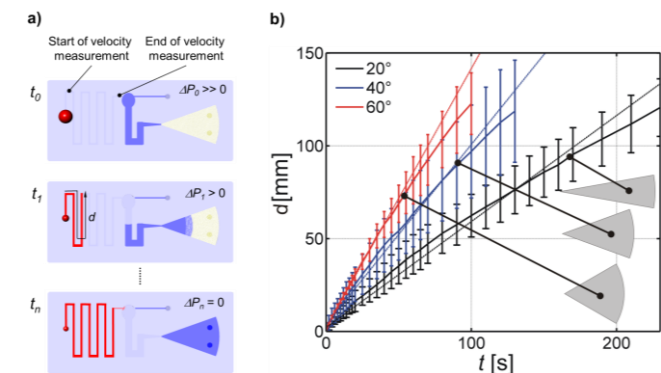 a)
Start of velocity measurement
End of velocity measurement
t0
ΔP0 >> 0
t1
d
ΔP1 > 0
tn
ΔPn = 0
b)
150
100
50
0
d[mm]
20°
40°
60°
0
100
200
t [s]